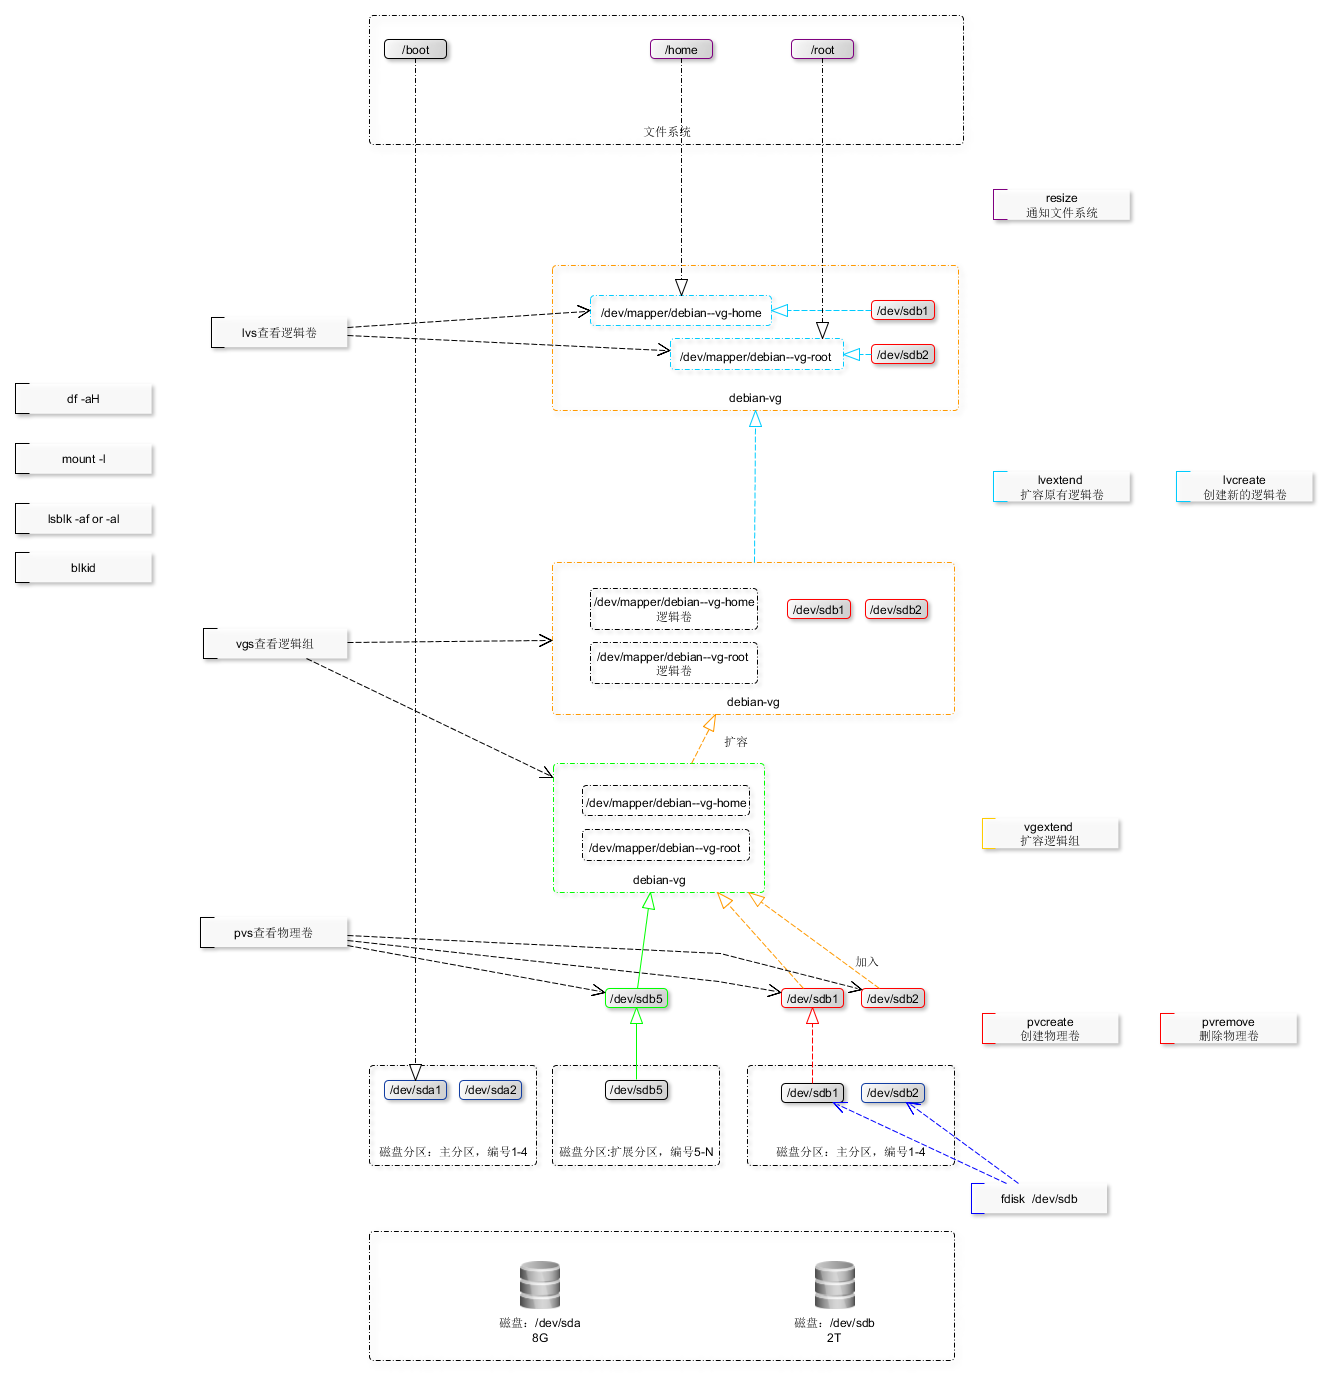 /boot
/home
/root
文件系统
resize
通知文件系统
/dev/mapper/debian--vg-home
/dev/sdb1
lvs查看逻辑卷
/dev/mapper/debian--vg-root
/dev/sdb2
debian-vg
df -aH
mount -l
lvextend
扩容原有逻辑卷
lvcreate
创建新的逻辑卷
lsblk -af or -al
blkid
/dev/mapper/debian--vg-home
逻辑卷
/dev/sdb1
/dev/sdb2
vgs查看逻辑组
/dev/mapper/debian--vg-root
逻辑卷
debian-vg
扩容
/dev/mapper/debian--vg-home
/dev/mapper/debian--vg-root
debian-vg
vgextend
扩容逻辑组
pvs查看物理卷
加入
/dev/sdb5
/dev/sdb1
/dev/sdb2
pvcreate
创建物理卷
pvremove
删除物理卷
/dev/sda1
/dev/sda2
/dev/sdb5
/dev/sdb1
/dev/sdb2
磁盘分区：主分区，编号1-4
磁盘分区:扩展分区，编号5-N
磁盘分区：主分区，编号1-4
fdisk  /dev/sdb
磁盘：/dev/sda
8G
磁盘：/dev/sdb
2T